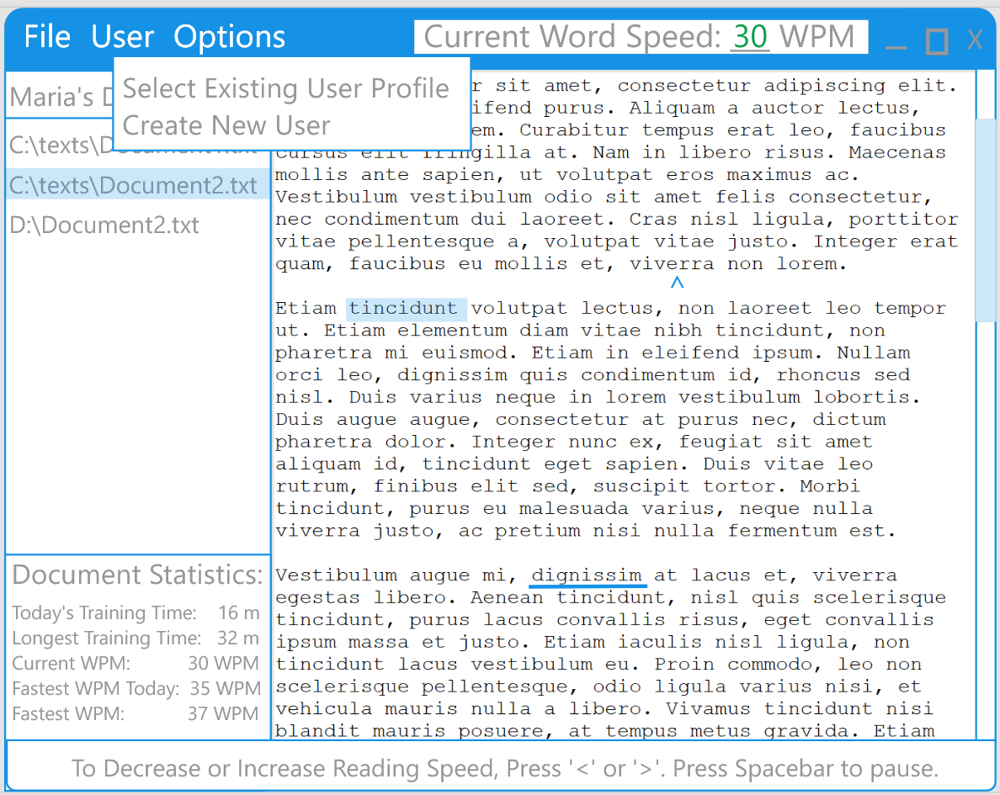 File User Options
Current Word Speed: 30 WPM
_ X
Select Existing User Profile
Create New User
Maria's
C:\texts\Document1.txt
C:\texts\Document2.txt
D:\Document2.txt
Document Statistics:
Today's Training Time: 16 m
Longest Training Time: 32 m
Current WPM: 30 WPM
Fastest WPM Today: 35 WPM
Fastest WPM: 37 WPM
r sit amet, consectetur adipiscing elit.
ifend purus. Aliquam a auctor lectus,
em. Curabitur tempus erat leo, faucibus
cursus elit fringilla at. Nam in libero risus. Maecenas
mollis ante sapien, ut volutpat eros maximus ac.
Vestibulum vestibulum odio sit amet felis consectetur,
nec condimentum dui laoreet. Cras nisl ligula, porttitor
vitae pellentesque a, volutpat vitae justo. Integer erat
quam, faucibus eu mollis et, viverra non lorem.
^
Etiam tincidunt volutpat lectus, non laoreet leo tempor
ut. Etiam elementum diam vitae nibh tincidunt, non
pharetra mi euismod. Etiam in eleifend ipsum. Nullam
orci leo, dignissim quis condimentum id, rhoncus sed
nisl. Duis varius neque in lorem vestibulum lobortis.
Duis augue augue, consectetur at purus nec, dictum
pharetra dolor. Integer nunc ex, feugiat sit amet
aliquam id, tincidunt eget sapien. Duis vitae leo
rutrum, finibus elit sed, suscipit tortor. Morbi
tincidunt, purus eu malesuada varius, neque nulla
viverra justo, ac pretium nisi nulla fermentum est.
Vestibulum augue mi, dignissim at lacus et, viverra
egestas libero. Aenean tincidunt, nisl quis scelerisque
tincidunt, purus lacus convallis risus, eget convallis
ipsum massa et justo. Etiam iaculis nisl ligula, non
tincidunt lacus vestibulum eu. Proin commodo, leo non
scelerisque pellentesque, odio ligula varius nisi, et
vehicula mauris nulla a libero. Vivamus tincidunt nisi
blandit mauris posuere, at tempus metus gravida. Etiam
To Decrease or Increase Reading Speed, Press '<' or '>'. Press Spacebar to pause.